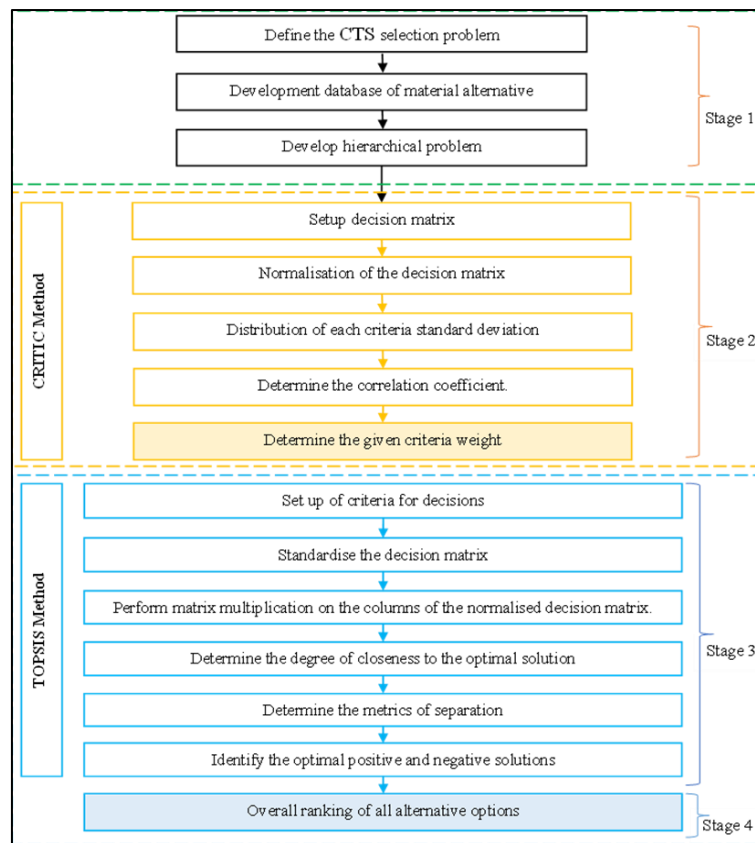 Define the CTS selection problem
Development database of material alternative
Develop hierarchical problem
Stage 1
CRITIC Method
Setup decision matrix
Normalisation of the decision matrix
Distribution of each criteria standard deviation
Determine the correlation coefficient.
Determine the given criteria weight
Stage 2
TOPSIS Method
Set up of criteria for decisions
Standardise the decision matrix
Perform matrix multiplication on the columns of the normalised decision matrix.
Determine the degree of closeness to the optimal solution
Determine the metrics of separation
Identify the optimal positive and negative solutions
Stage 3
Overall ranking of all alternative options
Stage 4